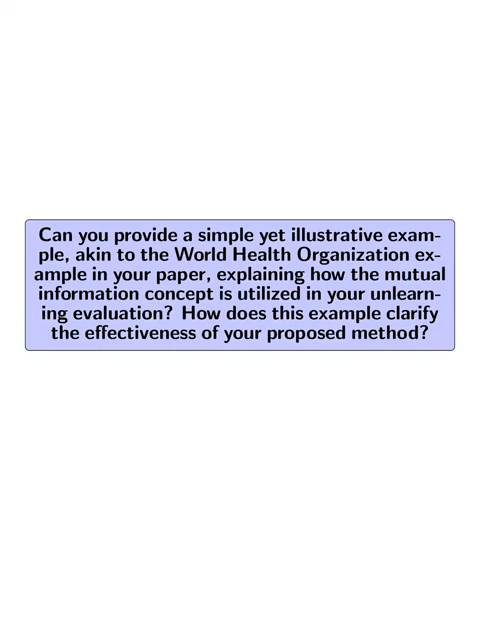 Can you provide a simple yet illustrative exam-
ple, akin to the World Health Organization ex-
ample in your paper, explaining how the mutual
information concept is utilized in your unlearn-
ing evaluation? How does this example clarify
the effectiveness of your proposed method?